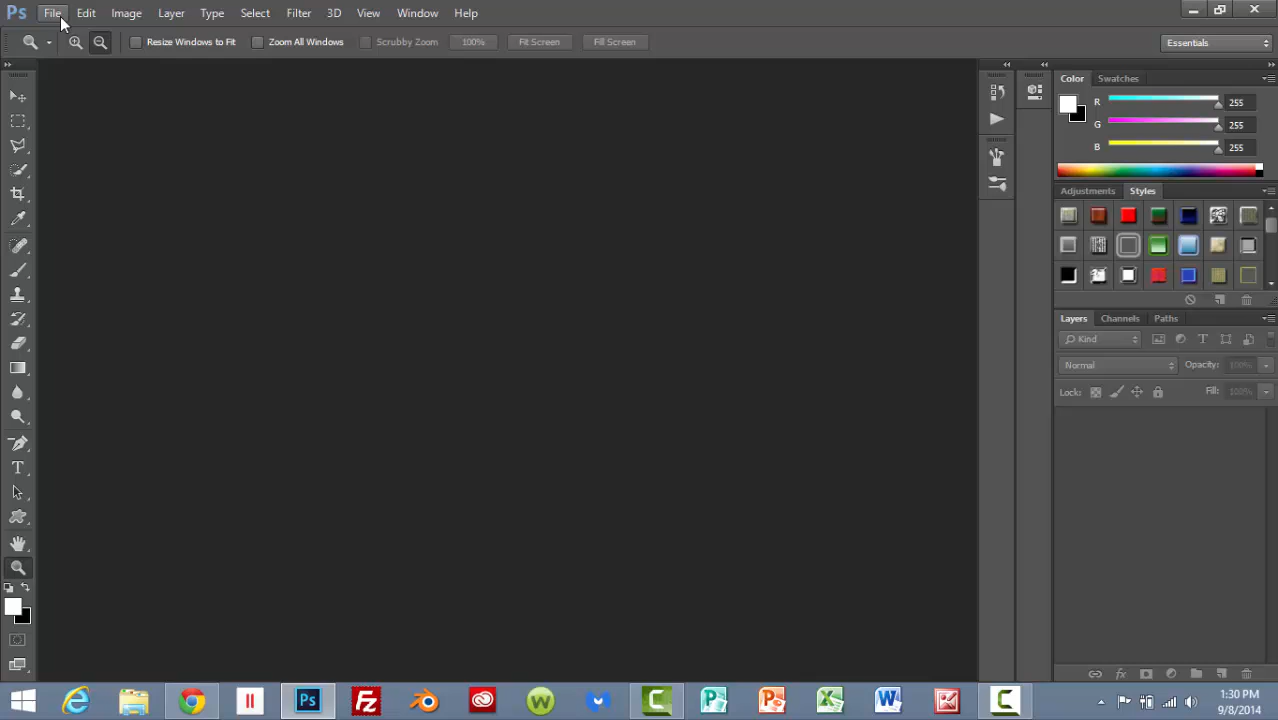 Ps File Edit Image Layer Type Select Filter 3D View Window Help
Resize Windows to Fit Zoom All Windows Scrubby Zoom 100% Fit Screen Fill Screen Essentials
Color Swatches
R 255
G 255
B 255
Adjustments Styles
Layers Channels Paths
Kind T
Normal Opacity: 100%
Lock: Fill: 100%
T
Ps Fz W
1:30 PM
9/8/2014